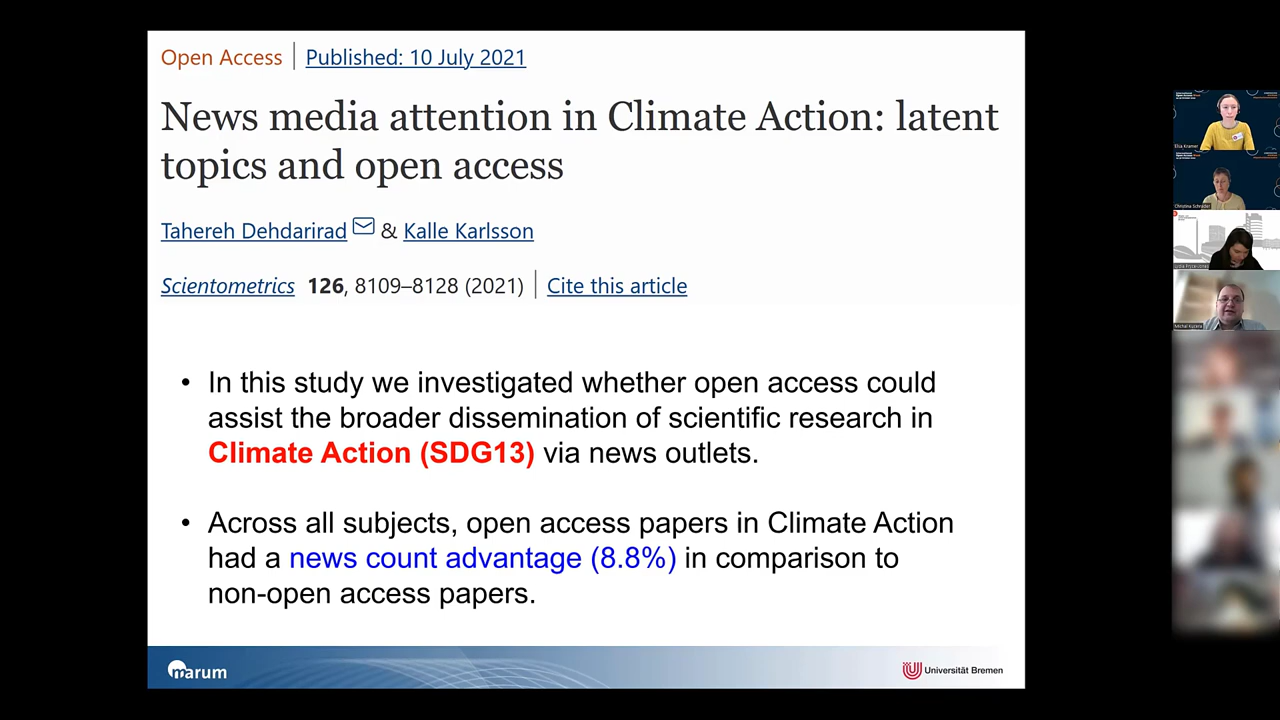 Open Access
Published: 10 July 2021
News media attention in Climate Action: latent
topics and open access
Tahereh Dehdarirad & Kalle Karlsson
Scientometrics 126, 8109–8128 (2021)
Cite this article
• In this study we investigated whether open access could
assist the broader dissemination of scientific research in
Climate Action (SDG13) via news outlets.
• Across all subjects, open access papers in Climate Action
had a news count advantage (8.8%) in comparison to
non-open access papers.
marum
Universität Bremen